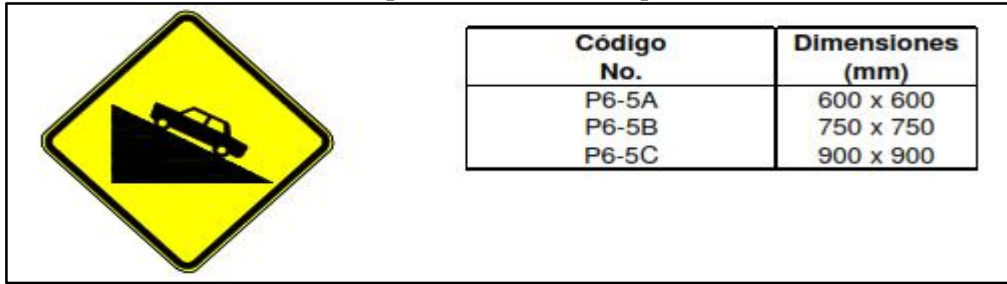 Código Dimensiones
No. (mm)
P6-5A 600 x 600
P6-5B 750 x 750
P6-5C 900 x 900